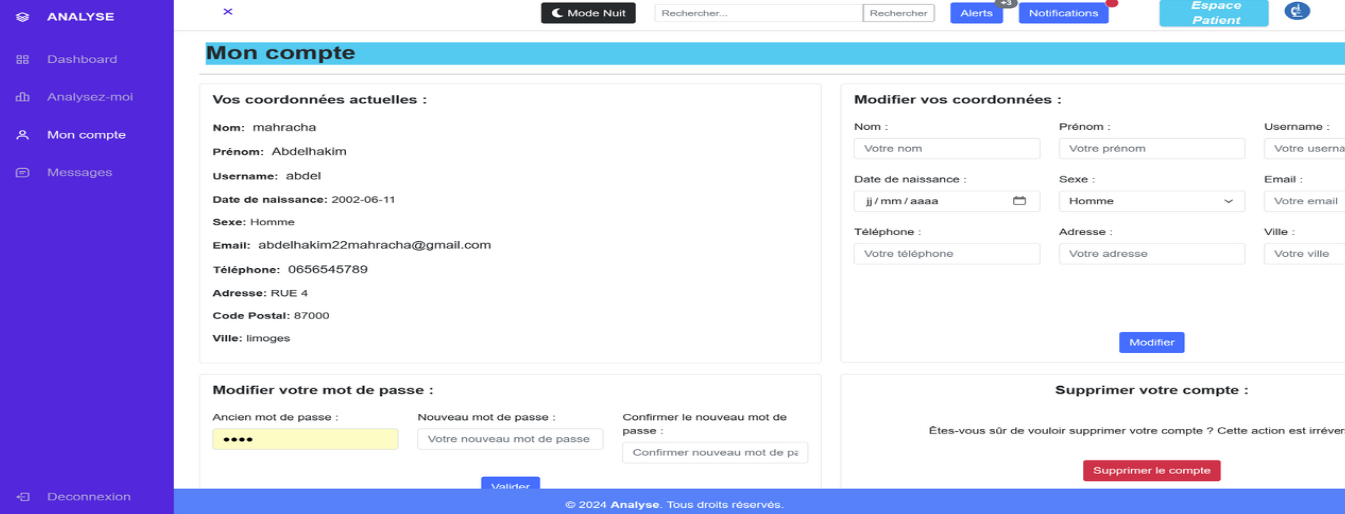 ANALYSE
Dashboard
Analysez-moi
Mon compte
Messages
Deconnexion
×
Mode Nuit
Rechercher...
Rechercher
Alerts
+3
Notifications
Espace
Patient
Mon compte
Vos coordonnées actuelles :
Nom: mahracha
Prénom: Abdelhakim
Username: abdel
Date de naissance: 2002-06-11
Sexe: Homme
Email: abdelhakim22mahracha@gmail.com
Téléphone: 0656545789
Adresse: RUE 4
Code Postal: 87000
Ville: limoges
Modifier vos coordonnées :
Nom : Prénom : Username :
Votre nom Votre prénom Votre userna
Date de naissance : Sexe : Email :
jj/mm/aaaa Homme Votre email
Téléphone : Adresse : Ville :
Votre téléphone Votre adresse Votre ville
Modifier
Modifier votre mot de passe :
Ancien mot de passe : Nouveau mot de passe : Confirmer le nouveau mot de
passe :
•••• Votre nouveau mot de passe
Confirmer nouveau mot de pa
Valider
Supprimer votre compte :
Êtes-vous sûr de vouloir supprimer votre compte ? Cette action est irréver
Supprimer le compte
© 2024 Analyse. Tous droits réservés.